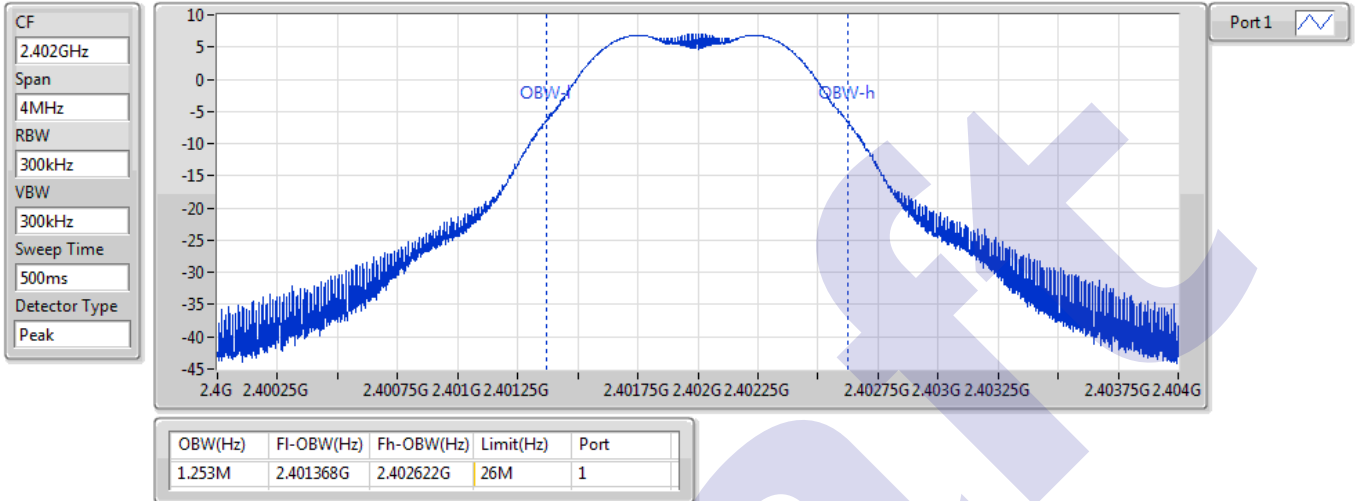 CF
2.402GHz
Span
4MHz
RBW
300kHz
VBW
300kHz
Sweep Time
500ms
Detector Type
Peak
10
5
0
-5
-10
-15
-20
-25
-30
-35
-40
-45
OBW-l
OBW-h
2.4G 2.40025G 2.40075G 2.401G 2.40125G 2.40175G 2.402G 2.40225G 2.40275G 2.403G 2.40325G 2.40375G 2.404G
Port 1
OBW(Hz) Fl-OBW(Hz) Fh-OBW(Hz) Limit(Hz) Port
1.253M 2.401368G 2.402622G 26M 1